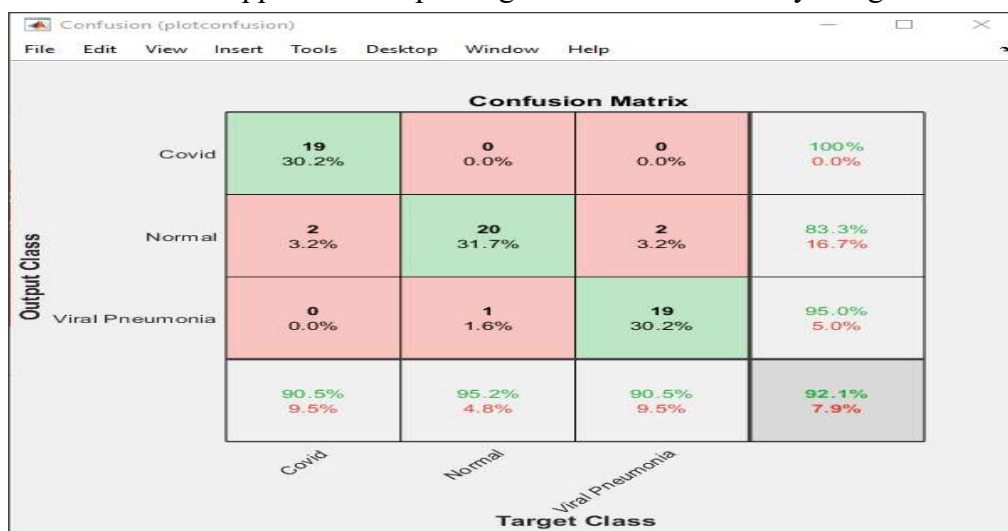 Confusion (plotconfusion)
File Edit View Insert Tools Desktop Window Help
Confusion Matrix
Covid 19 0 0 100%
30.2% 0.0% 0.0% 0.0%
Normal 2 20 2 83.3%
3.2% 31.7% 3.2% 16.7%
Viral Pneumonia 0 1 19 95.0%
0.0% 1.6% 30.2% 5.0%
90.5% 95.2% 90.5% 92.1%
9.5% 4.8% 9.5% 7.9%
Output Class
Covid Normal Viral Pneumonia
Target Class